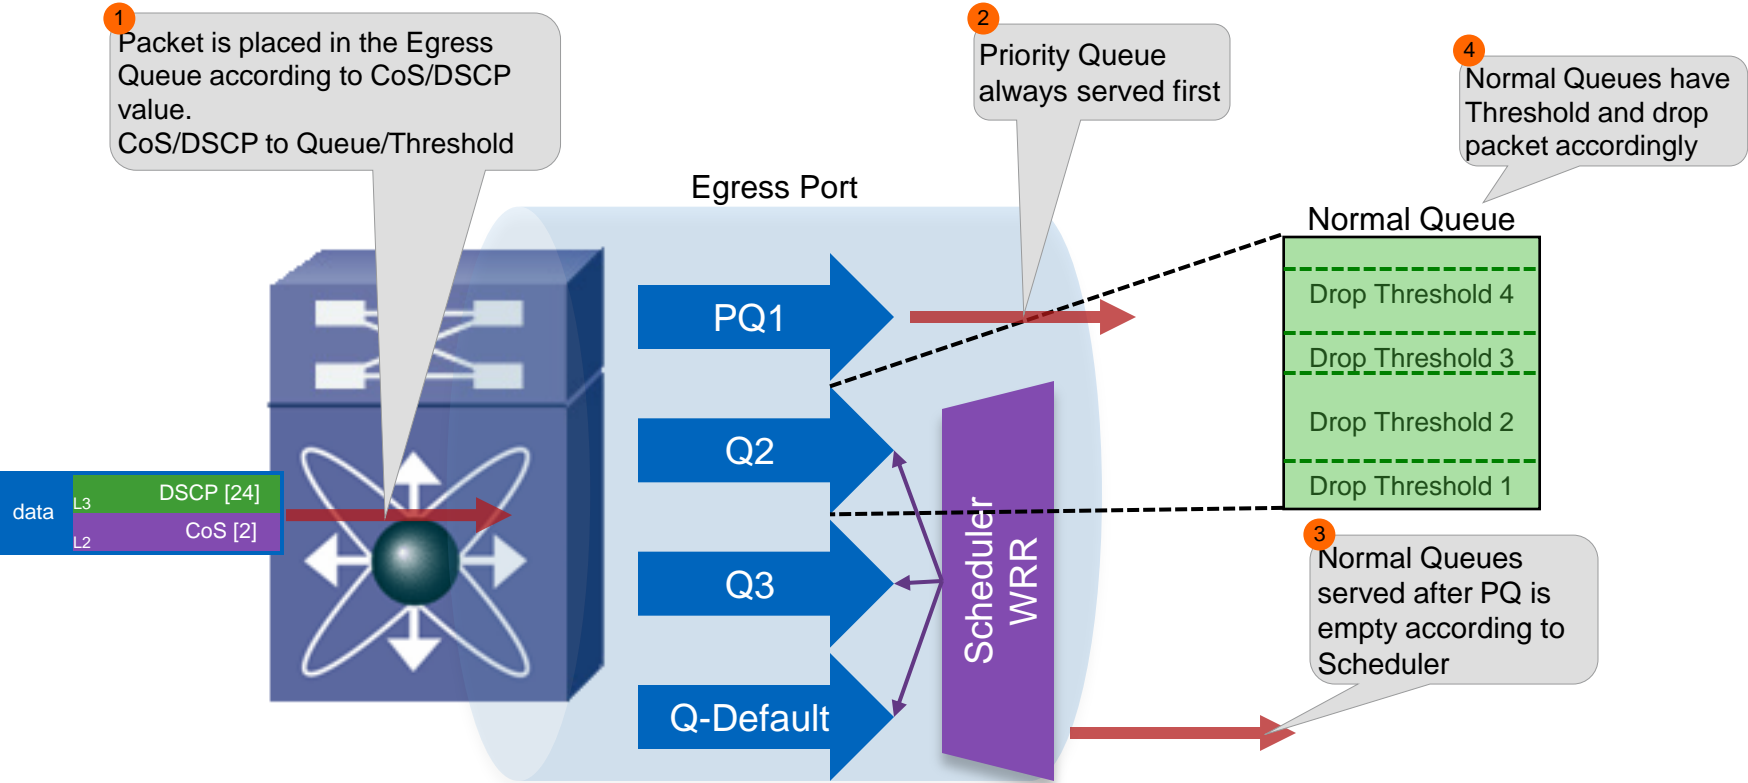 1
Packet is placed in the Egress
Queue according to CoS/DSCP
value.
CoS/DSCP to Queue/Threshold
2
Priority Queue
always served first
4
Normal Queues have
Threshold and drop
packet accordingly
Egress Port
Normal Queue
PQ1
Drop Threshold 4
Drop Threshold 3
Drop Threshold 2
Drop Threshold 1
Q2
data
L3
DSCP [24]
L2
CoS [2]
Q3
Scheduler
WRR
3
Normal Queues
served after PQ is
empty according to
Scheduler
Q-Default